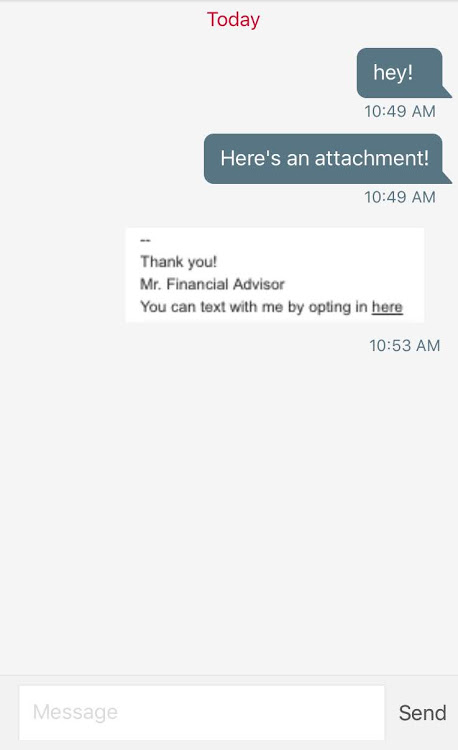 Today
hey!
10:49 AM
Here's an attachment!
10:49 AM
--
Thank you!
Mr. Financial Advisor
You can text with me by opting in here
10:53 AM
Message
Send